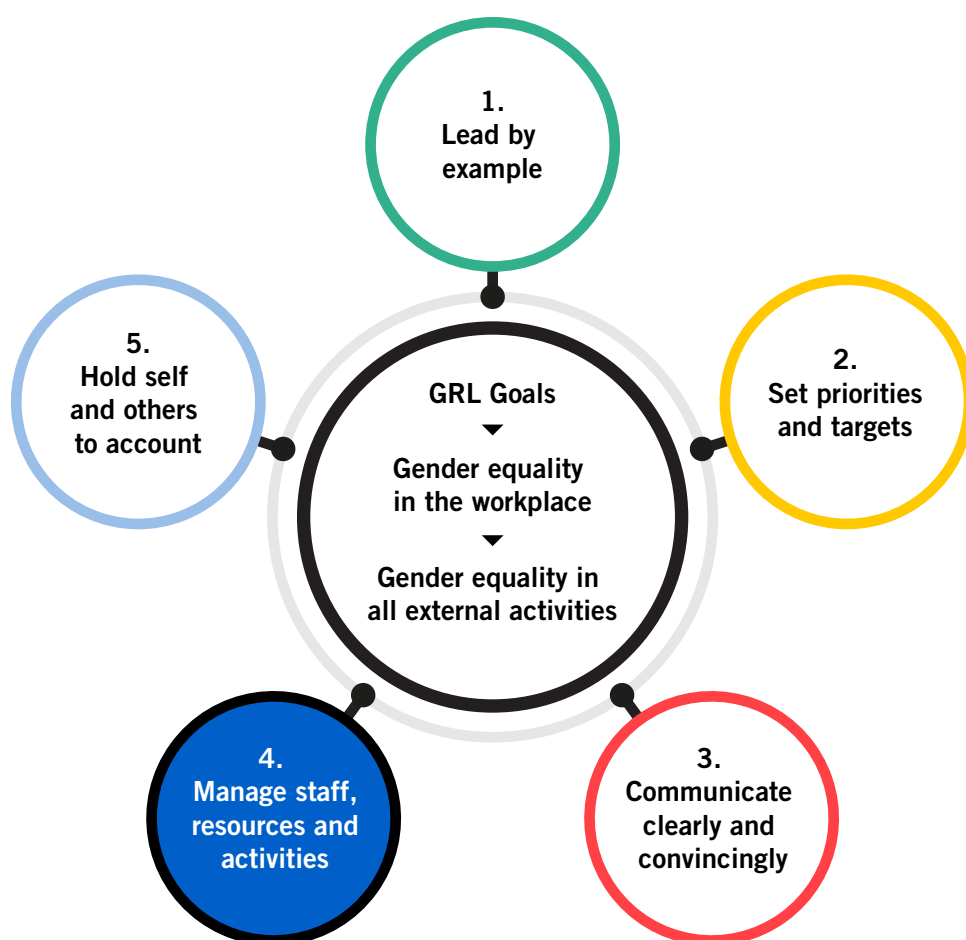 1.
Lead by
example
2.
Set priorities
and targets
3.
Communicate
clearly and
convincingly
4.
Manage staff,
resources and
activities
5.
Hold self
and others
to account
GRL Goals
Gender equality
in the workplace
Gender equality in
all external activities